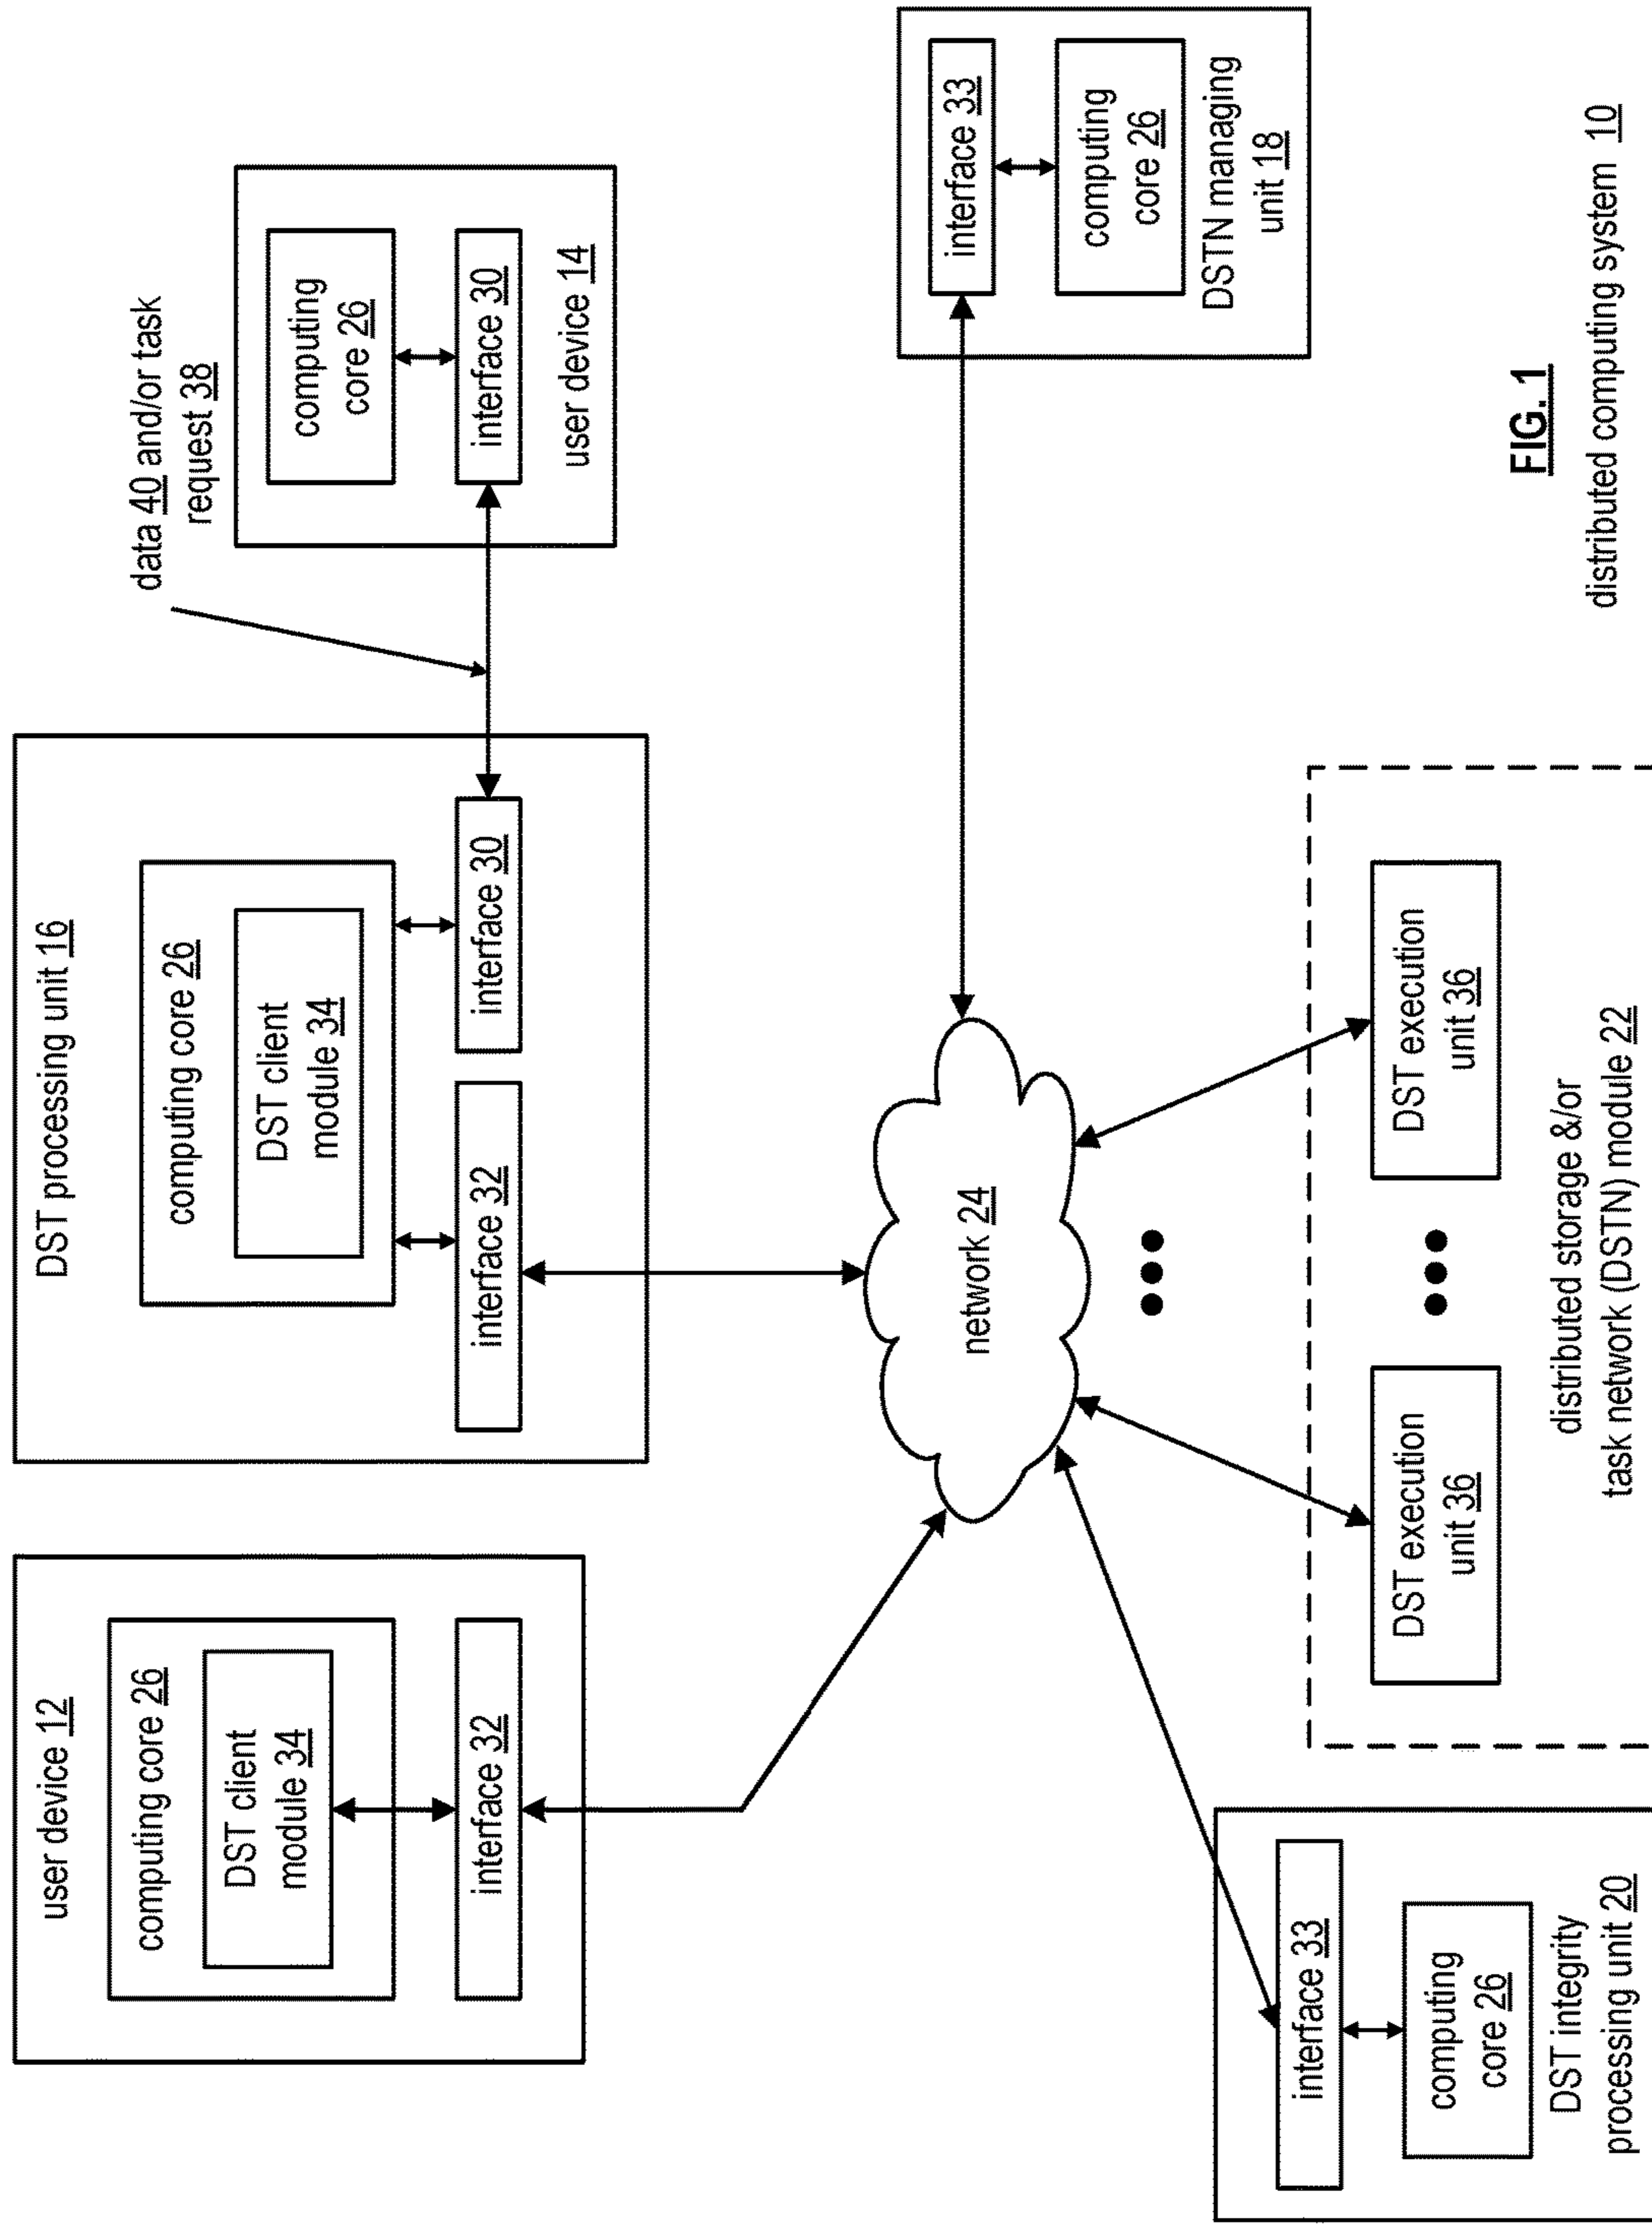 user device 12
computing core 26
DST client
module 34
interface 32
DST processing unit 16
computing core 26
DST client
module 34
interface 32
interface 30
data 40 and/or task
request 38
computing
core 26
interface 30
user device 14
network 24
interface 33
computing
core 26
DSTN managing
unit 18
interface 33
computing
core 26
DST integrity
processing unit 20
DST execution
unit 36
DST execution
unit 36
distributed storage &/or
task network (DSTN) module 22
FIG. 1
distributed computing system 10